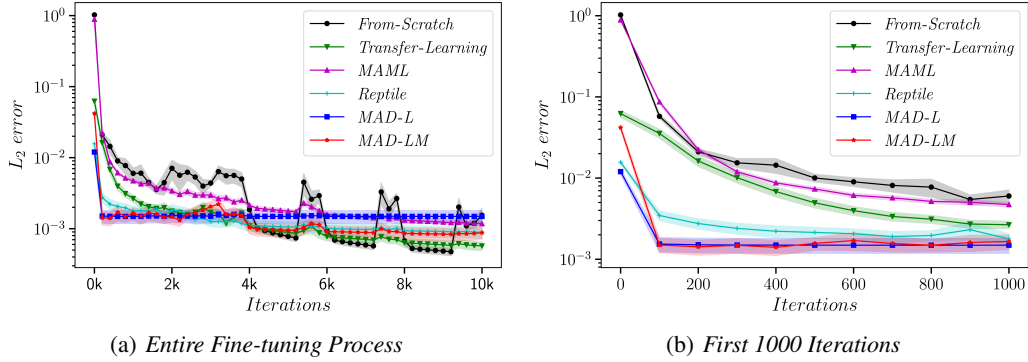 From-Scratch
Transfer-Learning
MAML
Reptile
MAD-L
MAD-LM
10^0
10^{-1}
10^{-2}
10^{-3}
L_2 error
0k 2k 4k 6k 8k 10k
Iterations
(a) Entire Fine-tuning Process
From-Scratch
Transfer-Learning
MAML
Reptile
MAD-L
MAD-LM
10^0
10^{-1}
10^{-2}
10^{-3}
L_2 error
0 200 400 600 800 1000
Iterations
(b) First 1000 Iterations